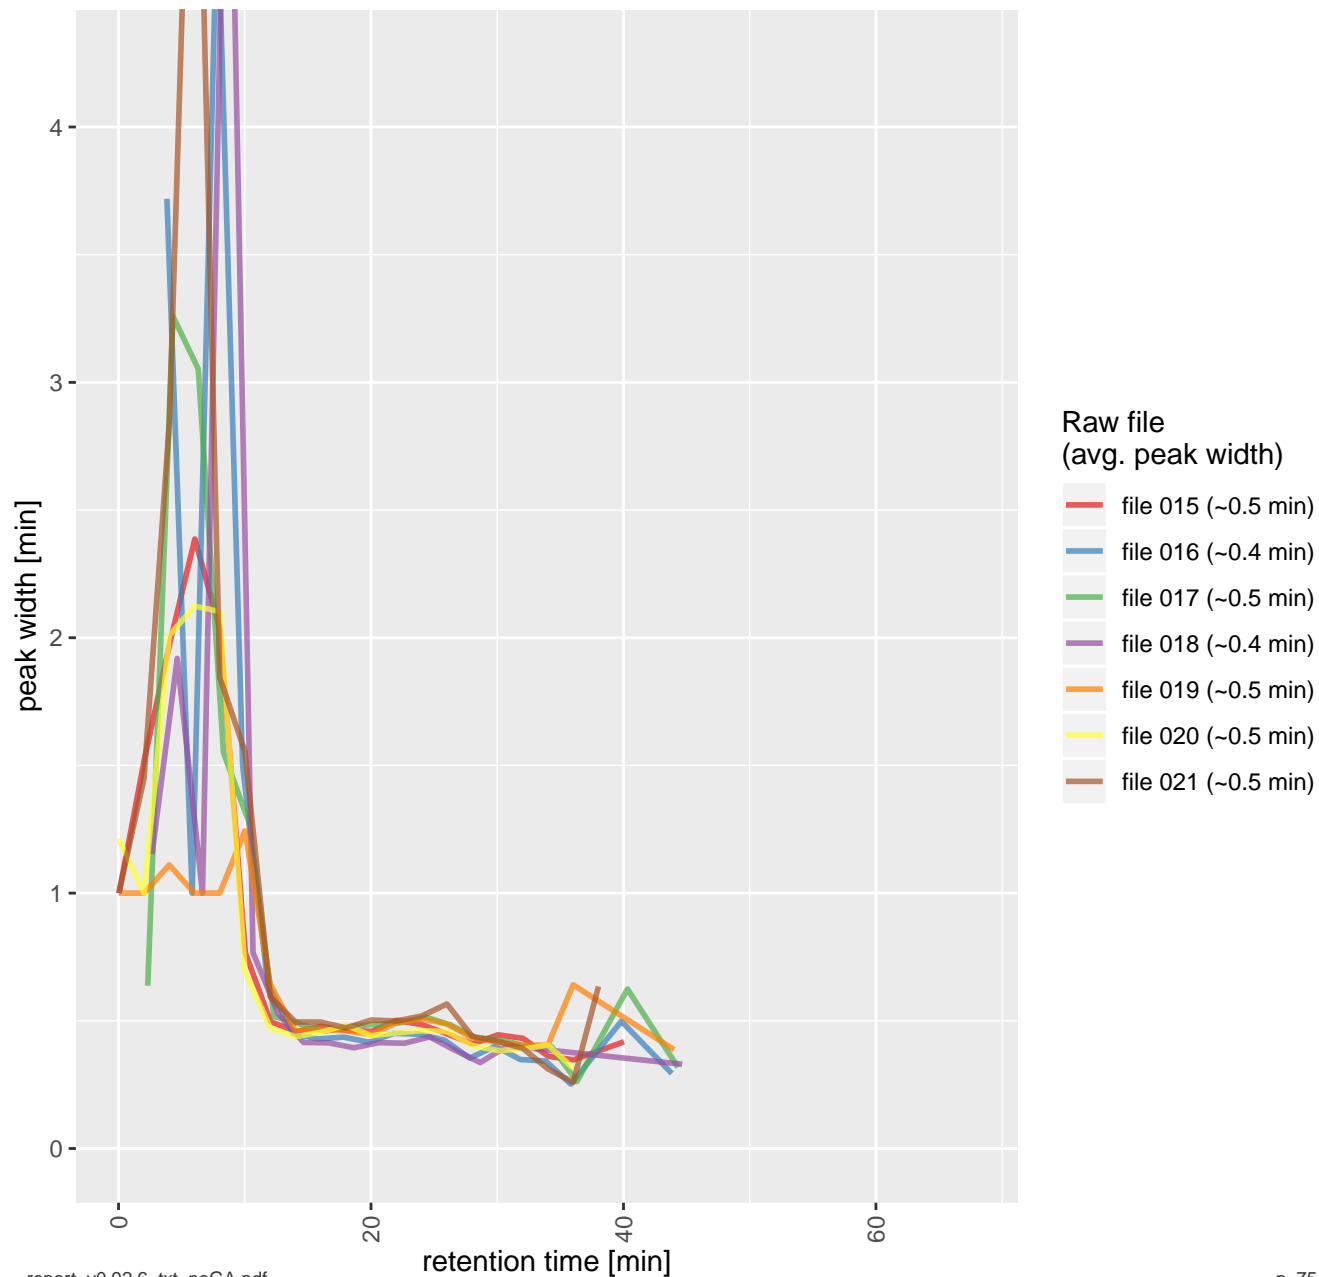 4
3
2
1
0
peak width [min]
0
20
40
60
retention time [min]
Raw file
(avg. peak width)
file 015 (~0.5 min)
file 016 (~0.4 min)
file 017 (~0.5 min)
file 018 (~0.4 min)
file 019 (~0.5 min)
file 020 (~0.5 min)
file 021 (~0.5 min)